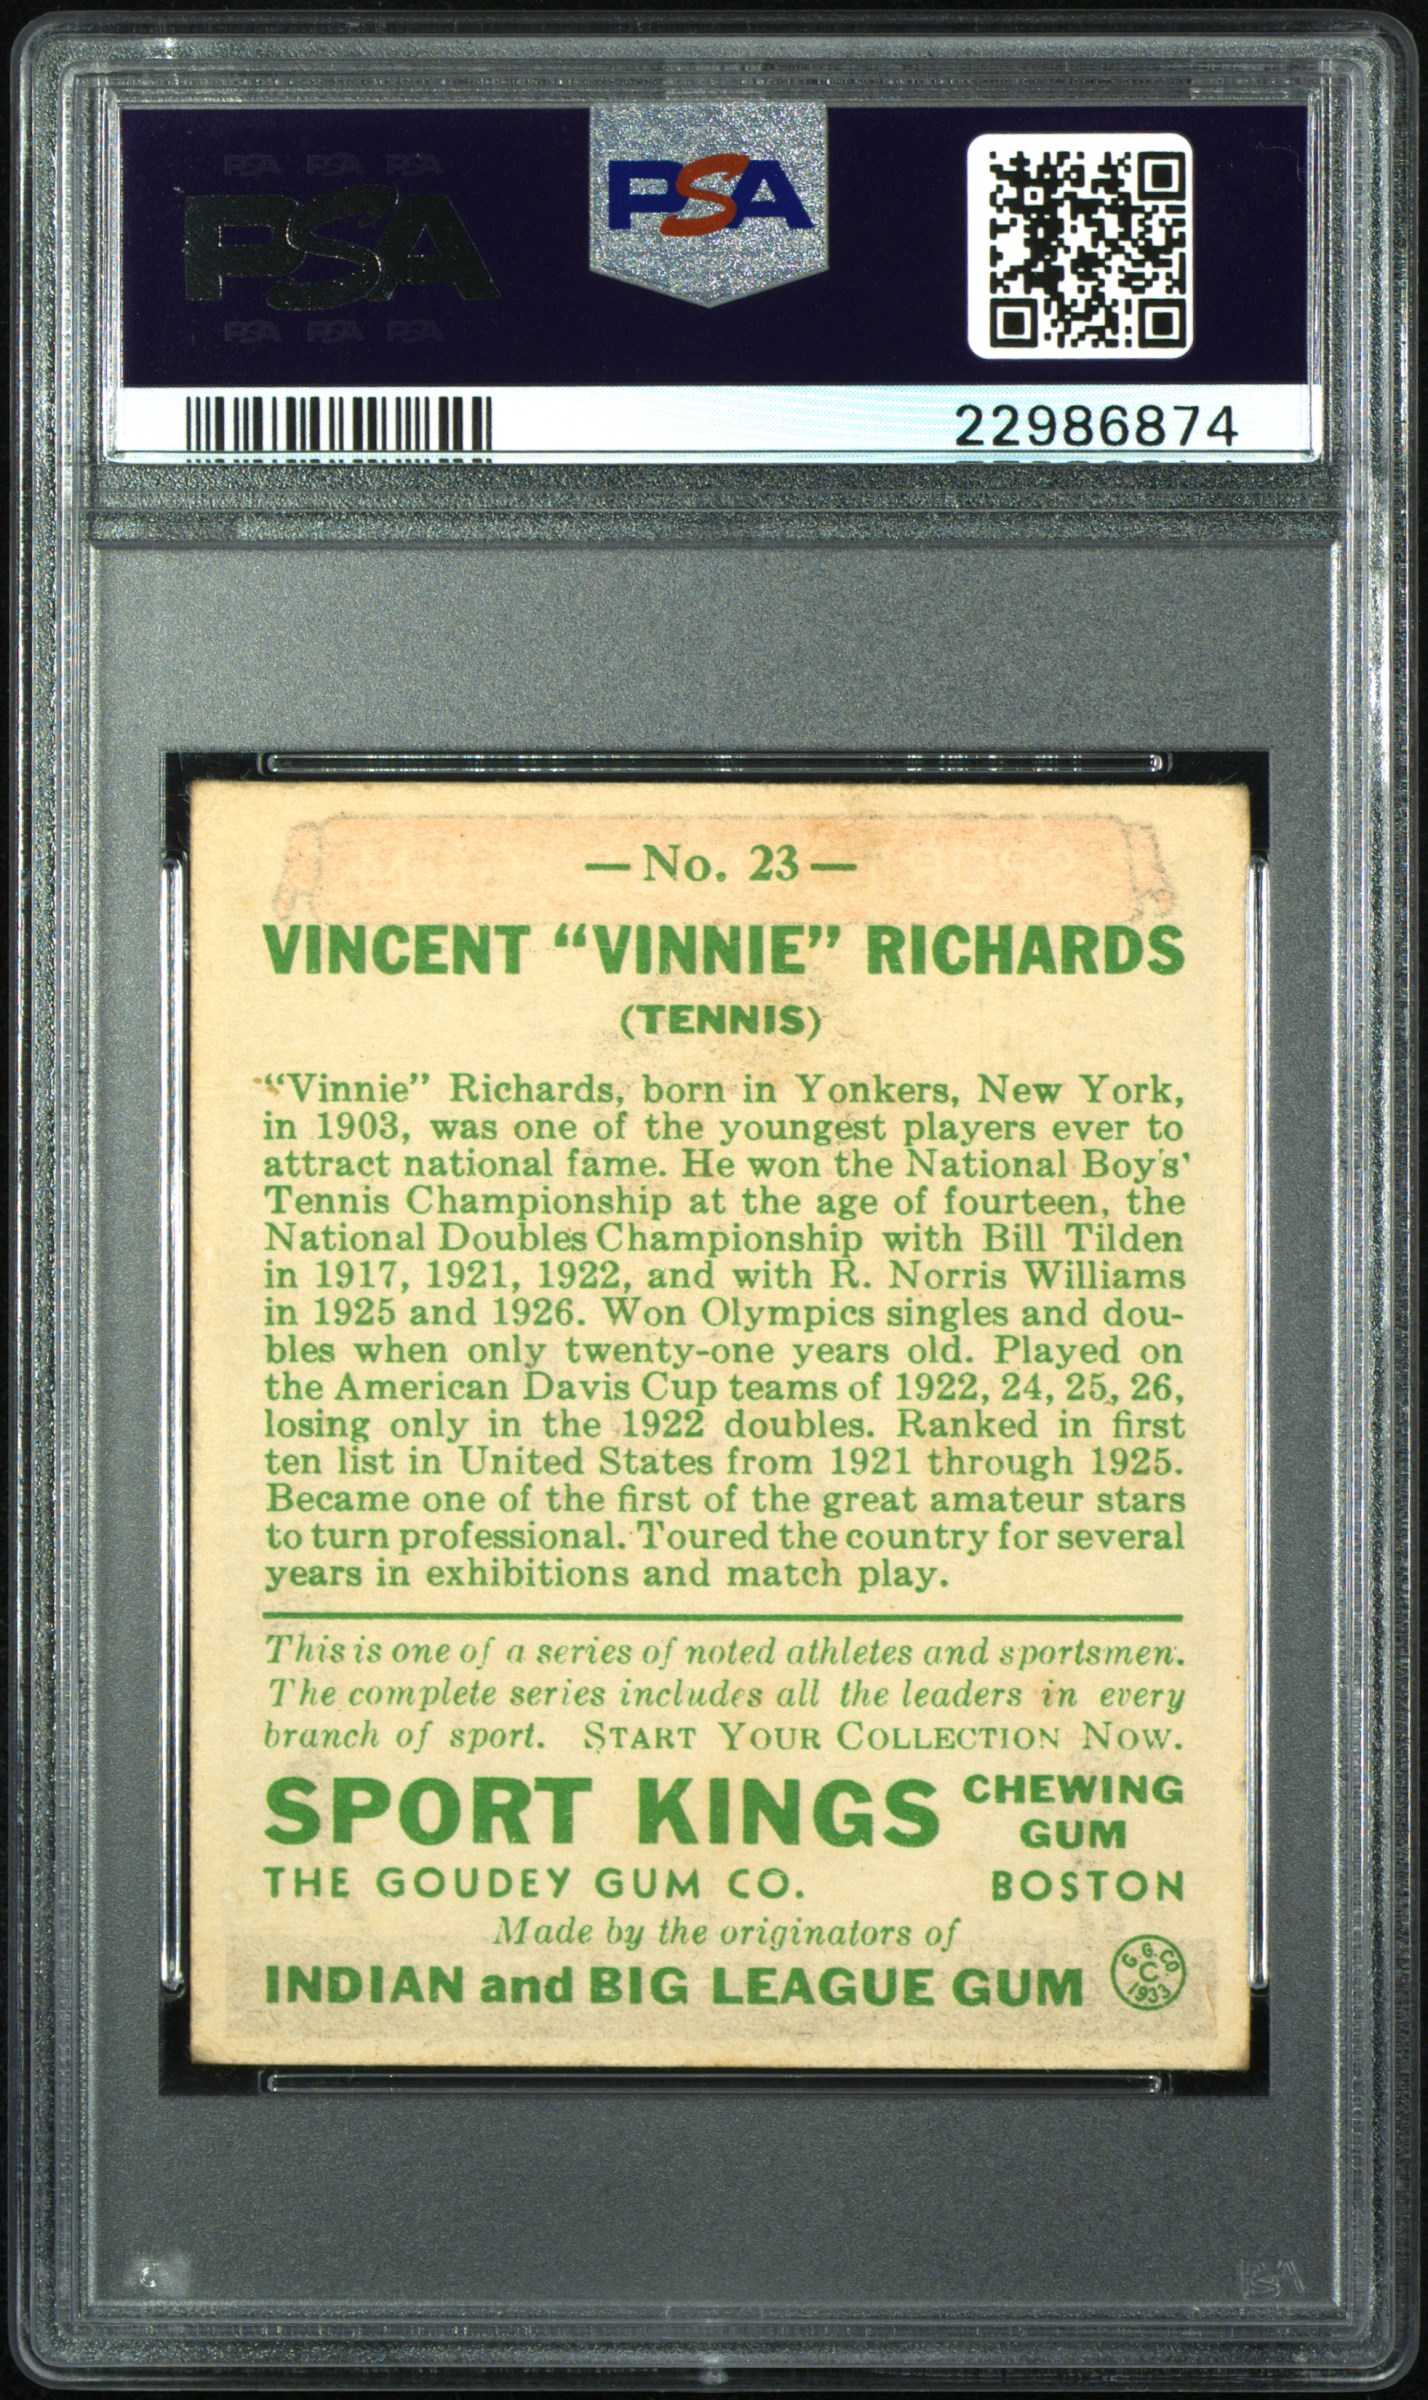 PSA PSA PSA
PSA
PSA PSA PSA
PSA
22986874
—No. 23—
VINCENT “VINNIE” RICHARDS
(TENNIS)
“Vinnie” Richards, born in Yonkers, New York,
in 1903, was one of the youngest players ever to
attract national fame. He won the National Boy's’
Tennis Championship at the age of fourteen, the
National Doubles Championship with Bill Tilden
in 1917, 1921, 1922, and with R. Norris Williams
in 1925 and 1926. Won Olympics singles and dou-
bles when only twenty-one years old. Played on
the American Davis Cup teams of 1922, 24, 25, 26,
losing only in the 1922 doubles. Ranked in first
ten list in United States from 1921 through 1925.
Became one of the first of the great amateur stars
to turn professional. Toured the country for several
years in exhibitions and match play.
This is one of a series of noted athletes and sportsmen.
The complete series includes all the leaders in every
branch of sport. START YOUR COLLECTION NOW.
SPORT KINGS CHEWING GUM
THE GOUDEY GUM CO. BOSTON
Made by the originators of
INDIAN and BIG LEAGUE GUM
G.G.CO
C
1933
PSA